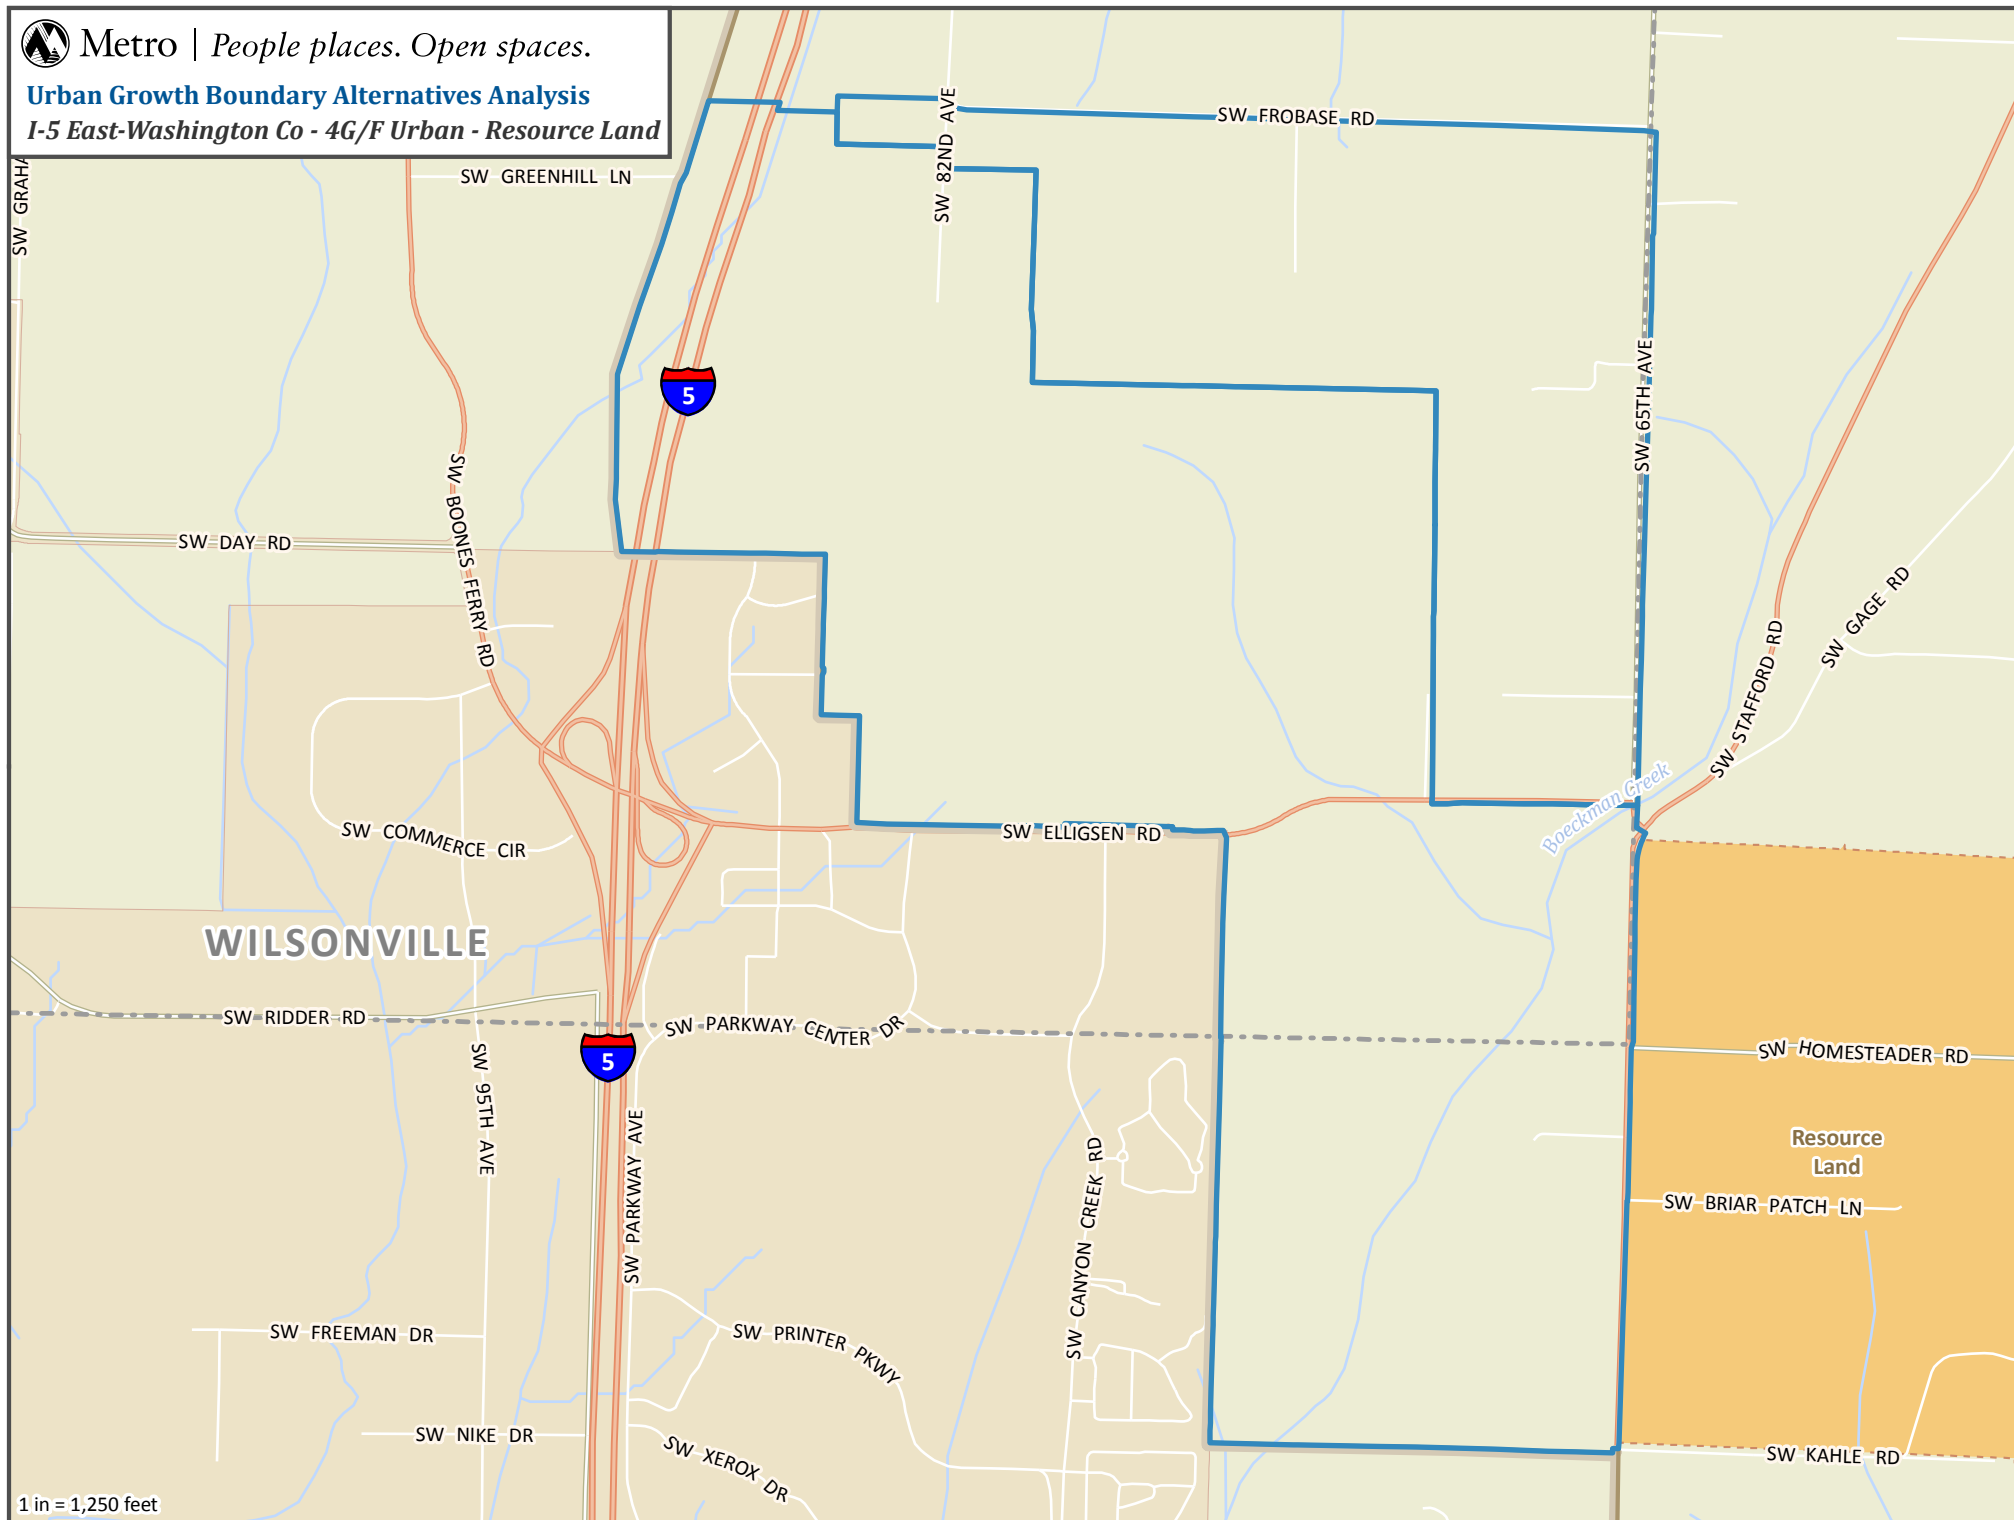 Metro | People places. Open spaces.
Urban Growth Boundary Alternatives Analysis
I-5 East-Washington Co - 4G/F Urban - Resource Land
SW GRAHA
SW GREENHILL LN
SW 82ND AVE
SW FROBASE RD
5
SW 65TH AVE
SW DAY RD
SW BOONES FERRY RD
SW GAGE RD
SW STAFFORD RD
Boeckman Creek
SW COMMERCE CIR
SW ELLIGSEN RD
WILSONVILLE
SW RIDDER RD
SW PARKWAY CENTER DR
5
SW HOMESTEADER RD
SW 95TH AVE
SW PARKWAY AVE
SW CANYON CREEK RD
Resource
Land
SW BRIAR PATCH LN
SW FREEMAN DR
SW PRINTER PKWY
SW NIKE DR
SW XEROX DR
SW KAHLE RD
1 in = 1,250 feet